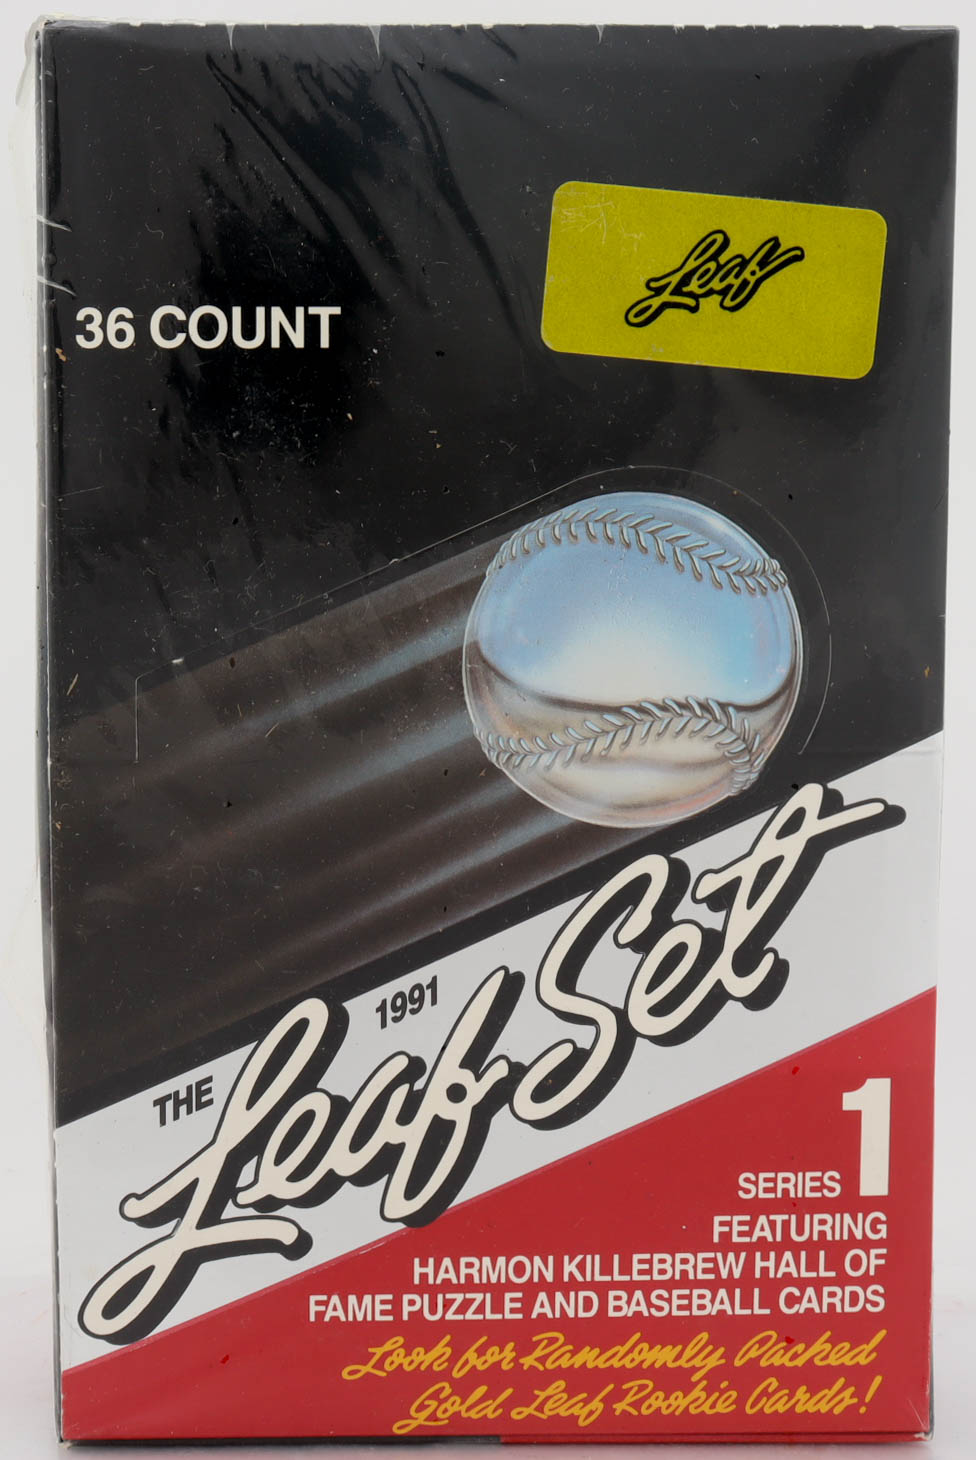 Leaf
36 COUNT
THE 1991
Leaf Set
SERIES 1
FEATURING
HARMON KILLEBREW HALL OF
FAME PUZZLE AND BASEBALL CARDS
Look for Randomly Packed
Gold Leaf Rookie Cards!